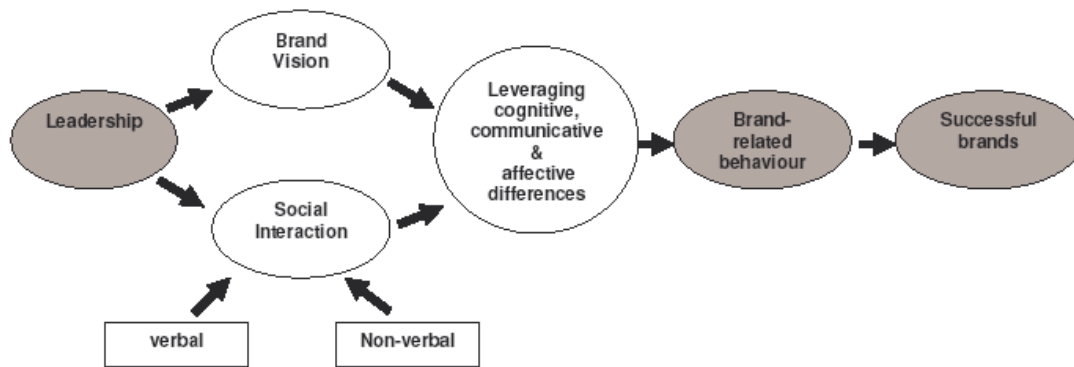 Leadership
Brand
Vision
Social
Interaction
verbal
Non-verbal
Leveraging
cognitive,
communicative
&
affective
differences
Brand-
related
behaviour
Successful
brands